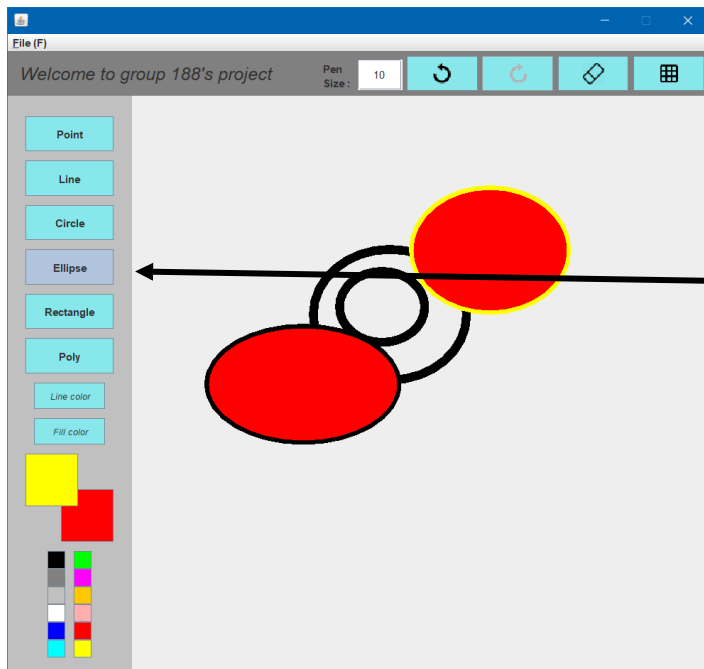 File (F)
Welcome to group 188's project
Pen
Size :
10
Point
Line
Circle
Ellipse
Rectangle
Poly
Line color
Fill color